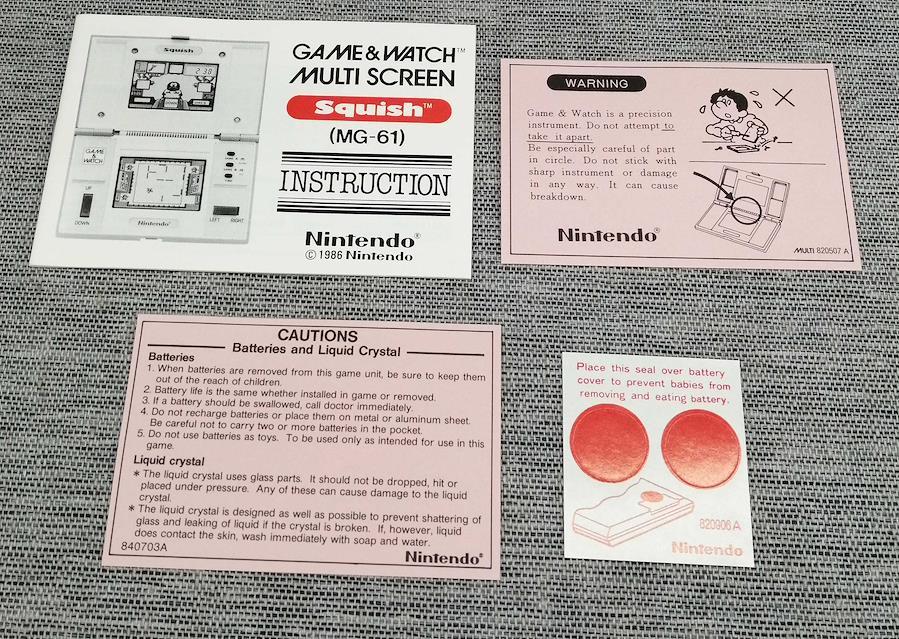 Squish
GAME & WATCH
UP
DOWN
LEFT RIGHT
Nintendo®
GAME & WATCH™
MULTI SCREEN
Squish™
(MG-61)
INSTRUCTION
Nintendo®
© 1986 Nintendo
WARNING
Game & Watch is a precision
instrument. Do not attempt to
take it apart.
Be especially careful of part
in circle. Do not stick with
sharp instrument or damage
in any way. It can cause
breakdown.
Nintendo®
MULTI 820507 A
CAUTIONS
Batteries and Liquid Crystal
Batteries
1. When batteries are removed from this game unit, be sure to keep them
out of the reach of children.
2. Battery life is the same whether installed in game or removed.
3. If a battery should be swallowed, call doctor immediately.
4. Do not recharge batteries or place them on metal or aluminum sheet.
Be careful not to carry two or more batteries in the pocket.
5. Do not use batteries as toys. To be used only as intended for use in this
game.
Liquid crystal
* The liquid crystal uses glass parts. It should not be dropped, hit or
placed under pressure. Any of these can cause damage to the liquid
crystal.
* The liquid crystal is designed as well as possible to prevent shattering of
glass and leaking of liquid if the crystal is broken. If, however, liquid
does contact the skin, wash immediately with soap and water.
840703A
Nintendo®
Place this seal over battery
cover to prevent babies from
removing and eating battery.
820906 A
Nintendo